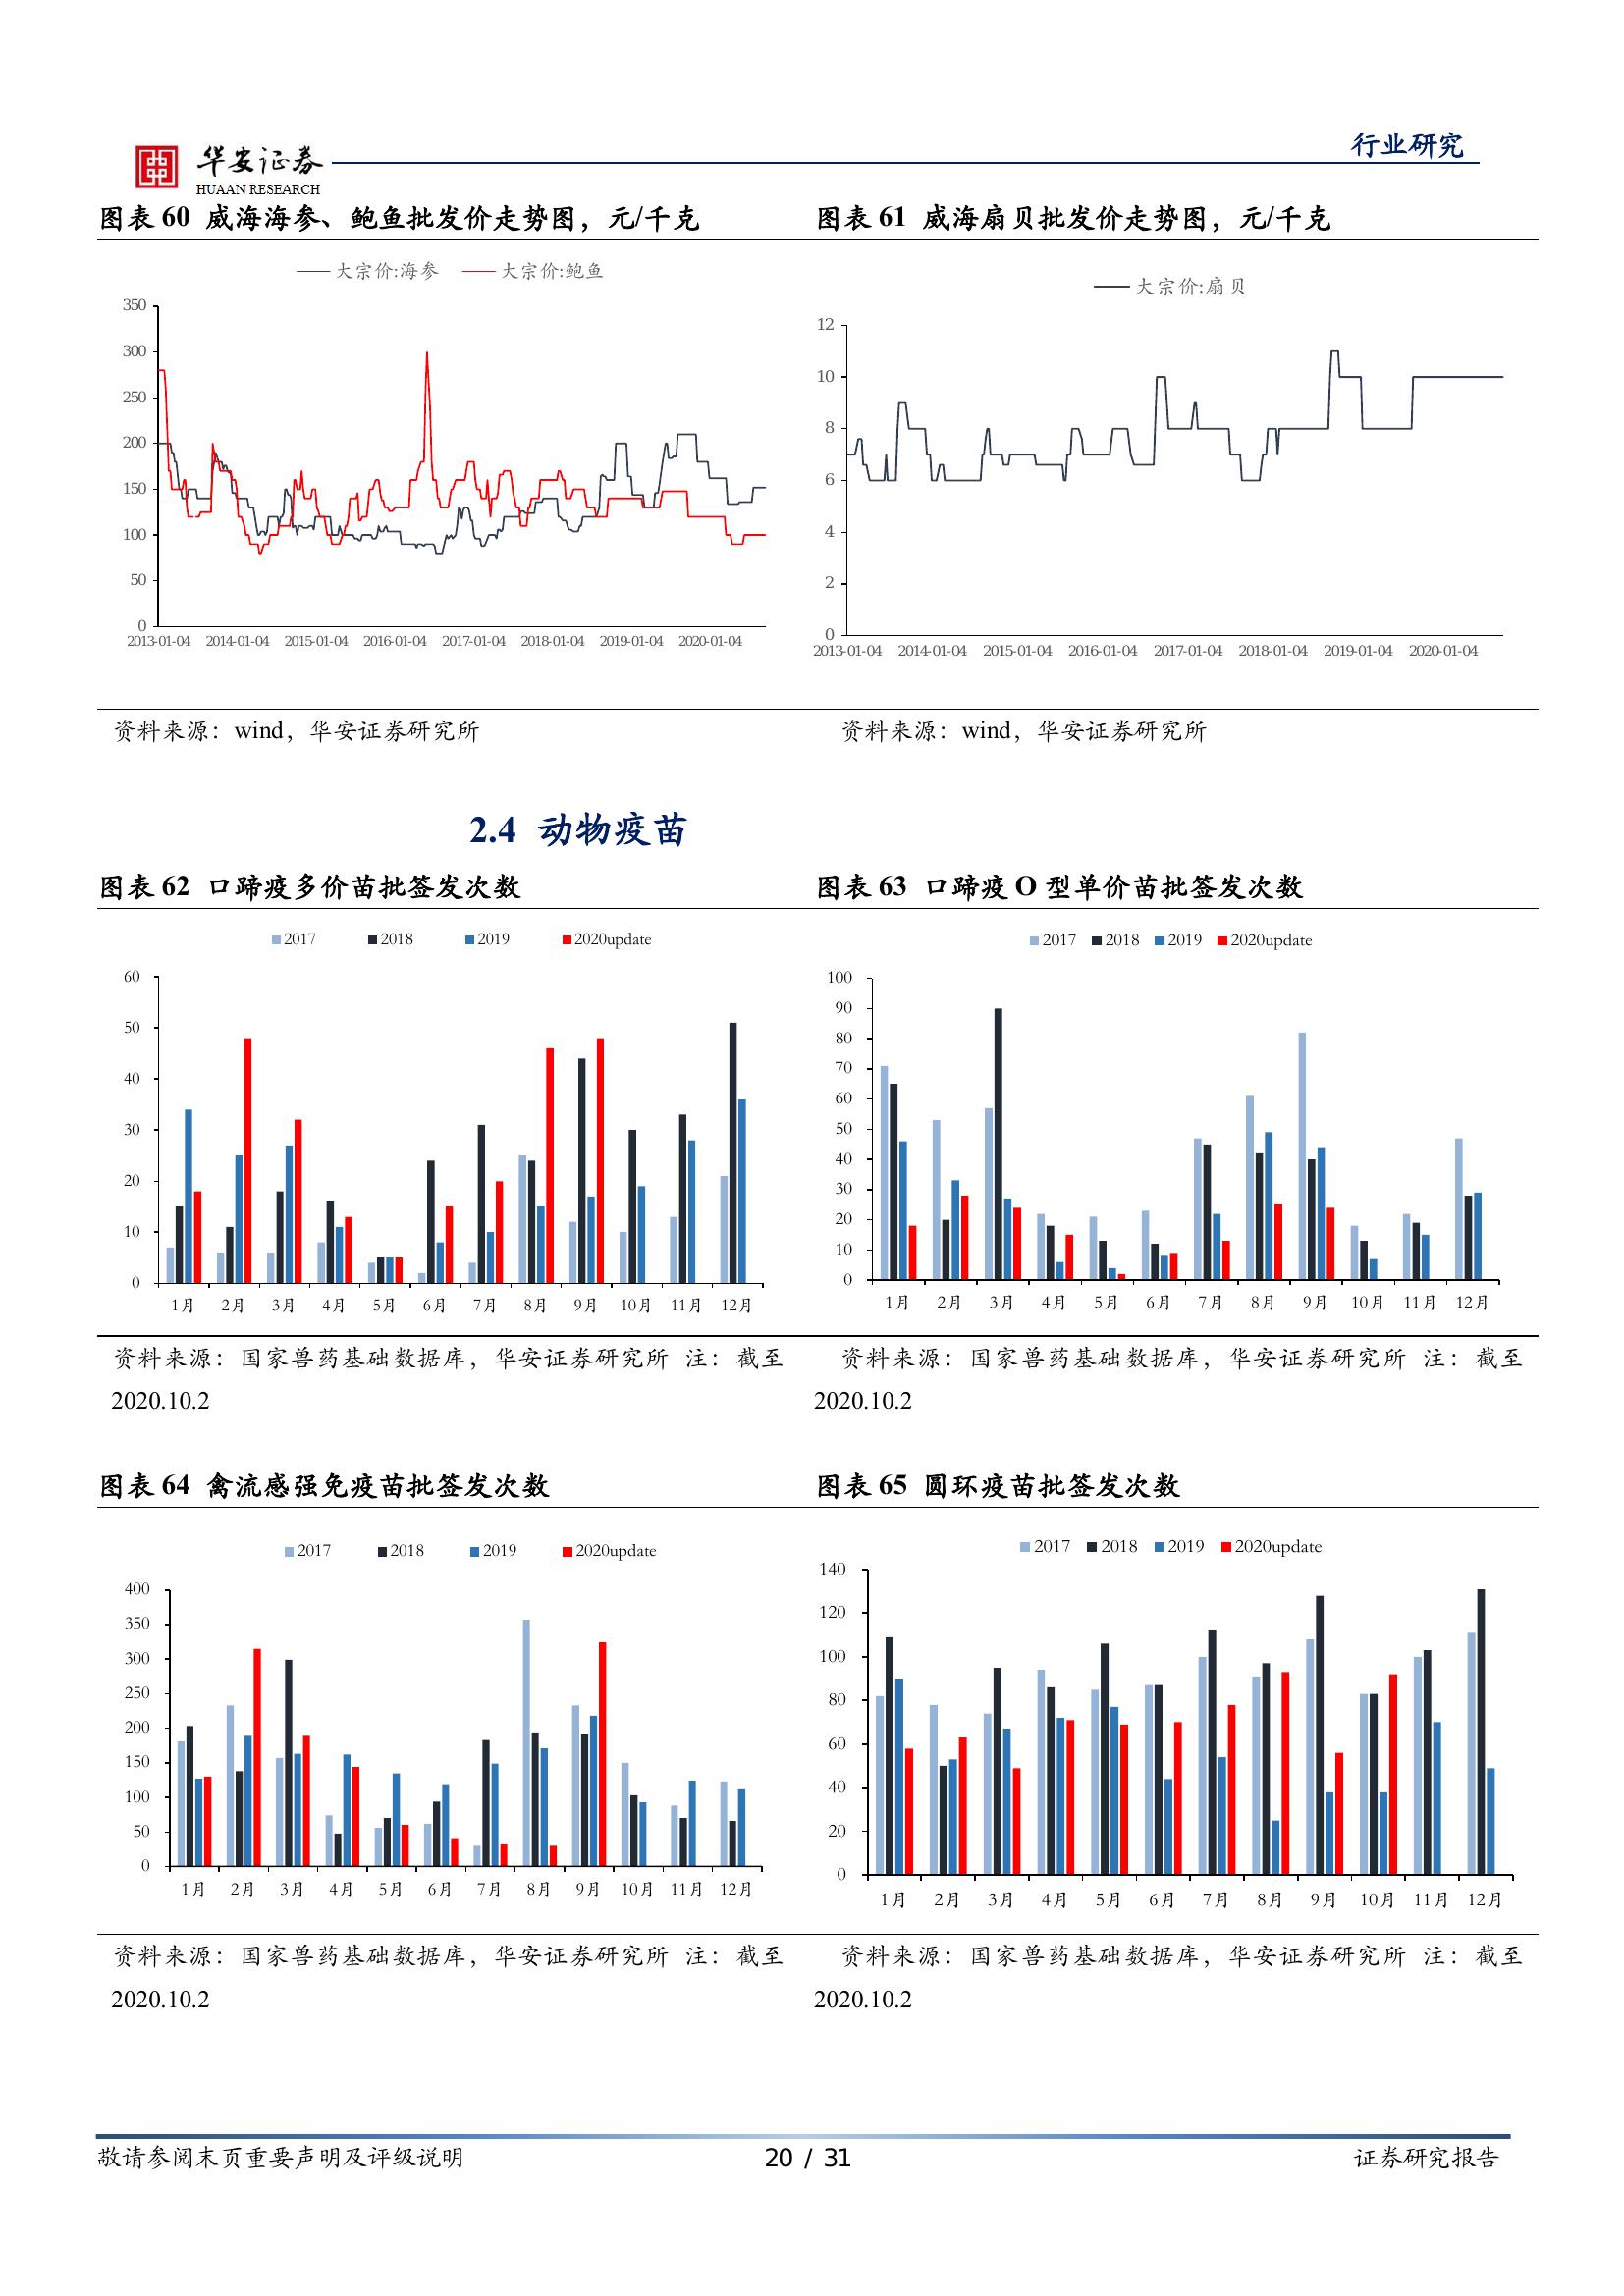 行业研究
华安证券
HUAAN RESEARCH
图表 60 威海海参、鲍鱼批发价走势图，元/千克
大宗价:海参 大宗价:鲍鱼
350
300
250
200
150
100
50
0
2013-01-04 2014-01-04 2015-01-04 2016-01-04 2017-01-04 2018-01-04 2019-01-04 2020-01-04
资料来源：wind，华安证券研究所
图表 61 威海扇贝批发价走势图，元/千克
大宗价:扇贝
12
10
8
6
4
2
0
2013-01-04 2014-01-04 2015-01-04 2016-01-04 2017-01-04 2018-01-04 2019-01-04 2020-01-04
资料来源：wind，华安证券研究所
2.4 动物疫苗
图表 62 口蹄疫多价苗批签发次数
2017 2018 2019 2020update
60
50
40
30
20
10
0
1月 2月 3月 4月 5月 6月 7月 8月 9月 10月 11月 12月
资料来源：国家兽药基础数据库，华安证券研究所 注：截至
2020.10.2
图表 63 口蹄疫 O 型单价苗批签发次数
2017 2018 2019 2020update
100
90
80
70
60
50
40
30
20
10
0
1月 2月 3月 4月 5月 6月 7月 8月 9月 10月 11月 12月
资料来源：国家兽药基础数据库，华安证券研究所 注：截至
2020.10.2
图表 64 禽流感强免疫苗批签发次数
2017 2018 2019 2020update
400
350
300
250
200
150
100
50
0
1月 2月 3月 4月 5月 6月 7月 8月 9月 10月 11月 12月
资料来源：国家兽药基础数据库，华安证券研究所 注：截至
2020.10.2
图表 65 圆环疫苗批签发次数
2017 2018 2019 2020update
140
120
100
80
60
40
20
0
1月 2月 3月 4月 5月 6月 7月 8月 9月 10月 11月 12月
资料来源：国家兽药基础数据库，华安证券研究所 注：截至
2020.10.2
敬请参阅末页重要声明及评级说明 20 / 31 证券研究报告